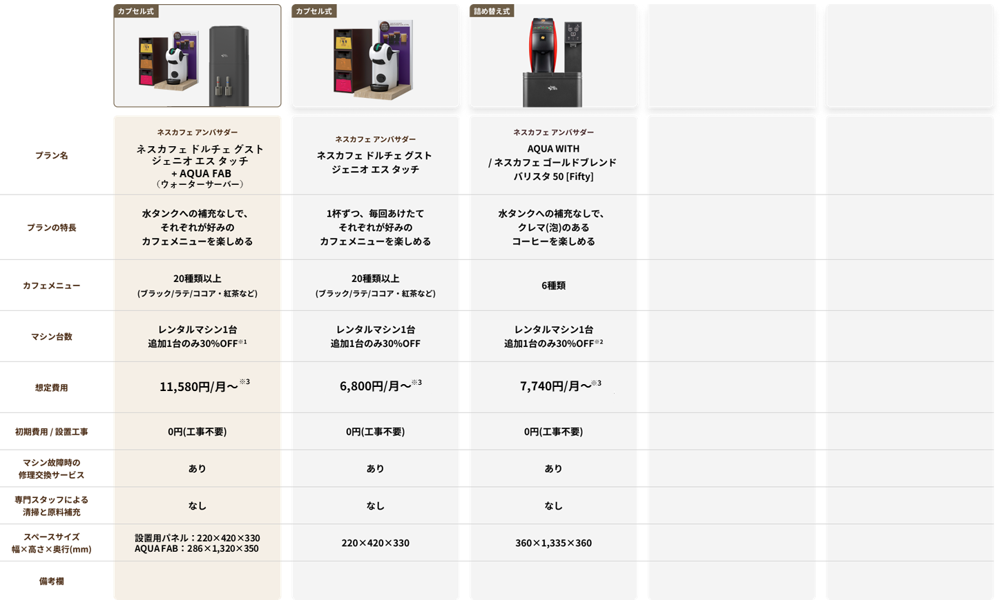 カプセル式
カプセル式
詰め替え式
プラン名
ネスカフェ アンバサダー
ネスカフェ ドルチェ グスト
ジェニオ エス タッチ
+ AQUA FAB
（ウォーターサーバー）
ネスカフェ アンバサダー
ネスカフェ ドルチェ グスト
ジェニオ エス タッチ
ネスカフェ アンバサダー
AQUA WITH
/ ネスカフェ ゴールドブレンド
バリスタ 50 [Fifty]
プランの特長
水タンクへの補充なしで、
それぞれが好みの
カフェメニューを楽しめる
1杯ずつ、毎回あけたて
それぞれが好みの
カフェメニューを楽しめる
水タンクへの補充なしで、
クレマ(泡)のある
コーヒーを楽しめる
カフェメニュー
20種類以上
(ブラック/ラテ/ココア・紅茶など)
20種類以上
(ブラック/ラテ/ココア・紅茶など)
6種類
マシン台数
レンタルマシン1台
追加1台のみ30%OFF※1
レンタルマシン1台
追加1台のみ30%OFF
レンタルマシン1台
追加1台のみ30%OFF※2
想定費用
11,580円/月〜※3
6,800円/月〜※3
7,740円/月〜※3
初期費用 / 設置工事
0円(工事不要)
0円(工事不要)
0円(工事不要)
マシン故障時の
修理交換サービス
あり
あり
あり
専門スタッフによる
清掃と原料補充
なし
なし
なし
スペースサイズ
幅×高さ×奥行(mm)
設置用パネル：220×420×330
AQUA FAB：286×1,320×350
220×420×330
360×1,335×360
備考欄